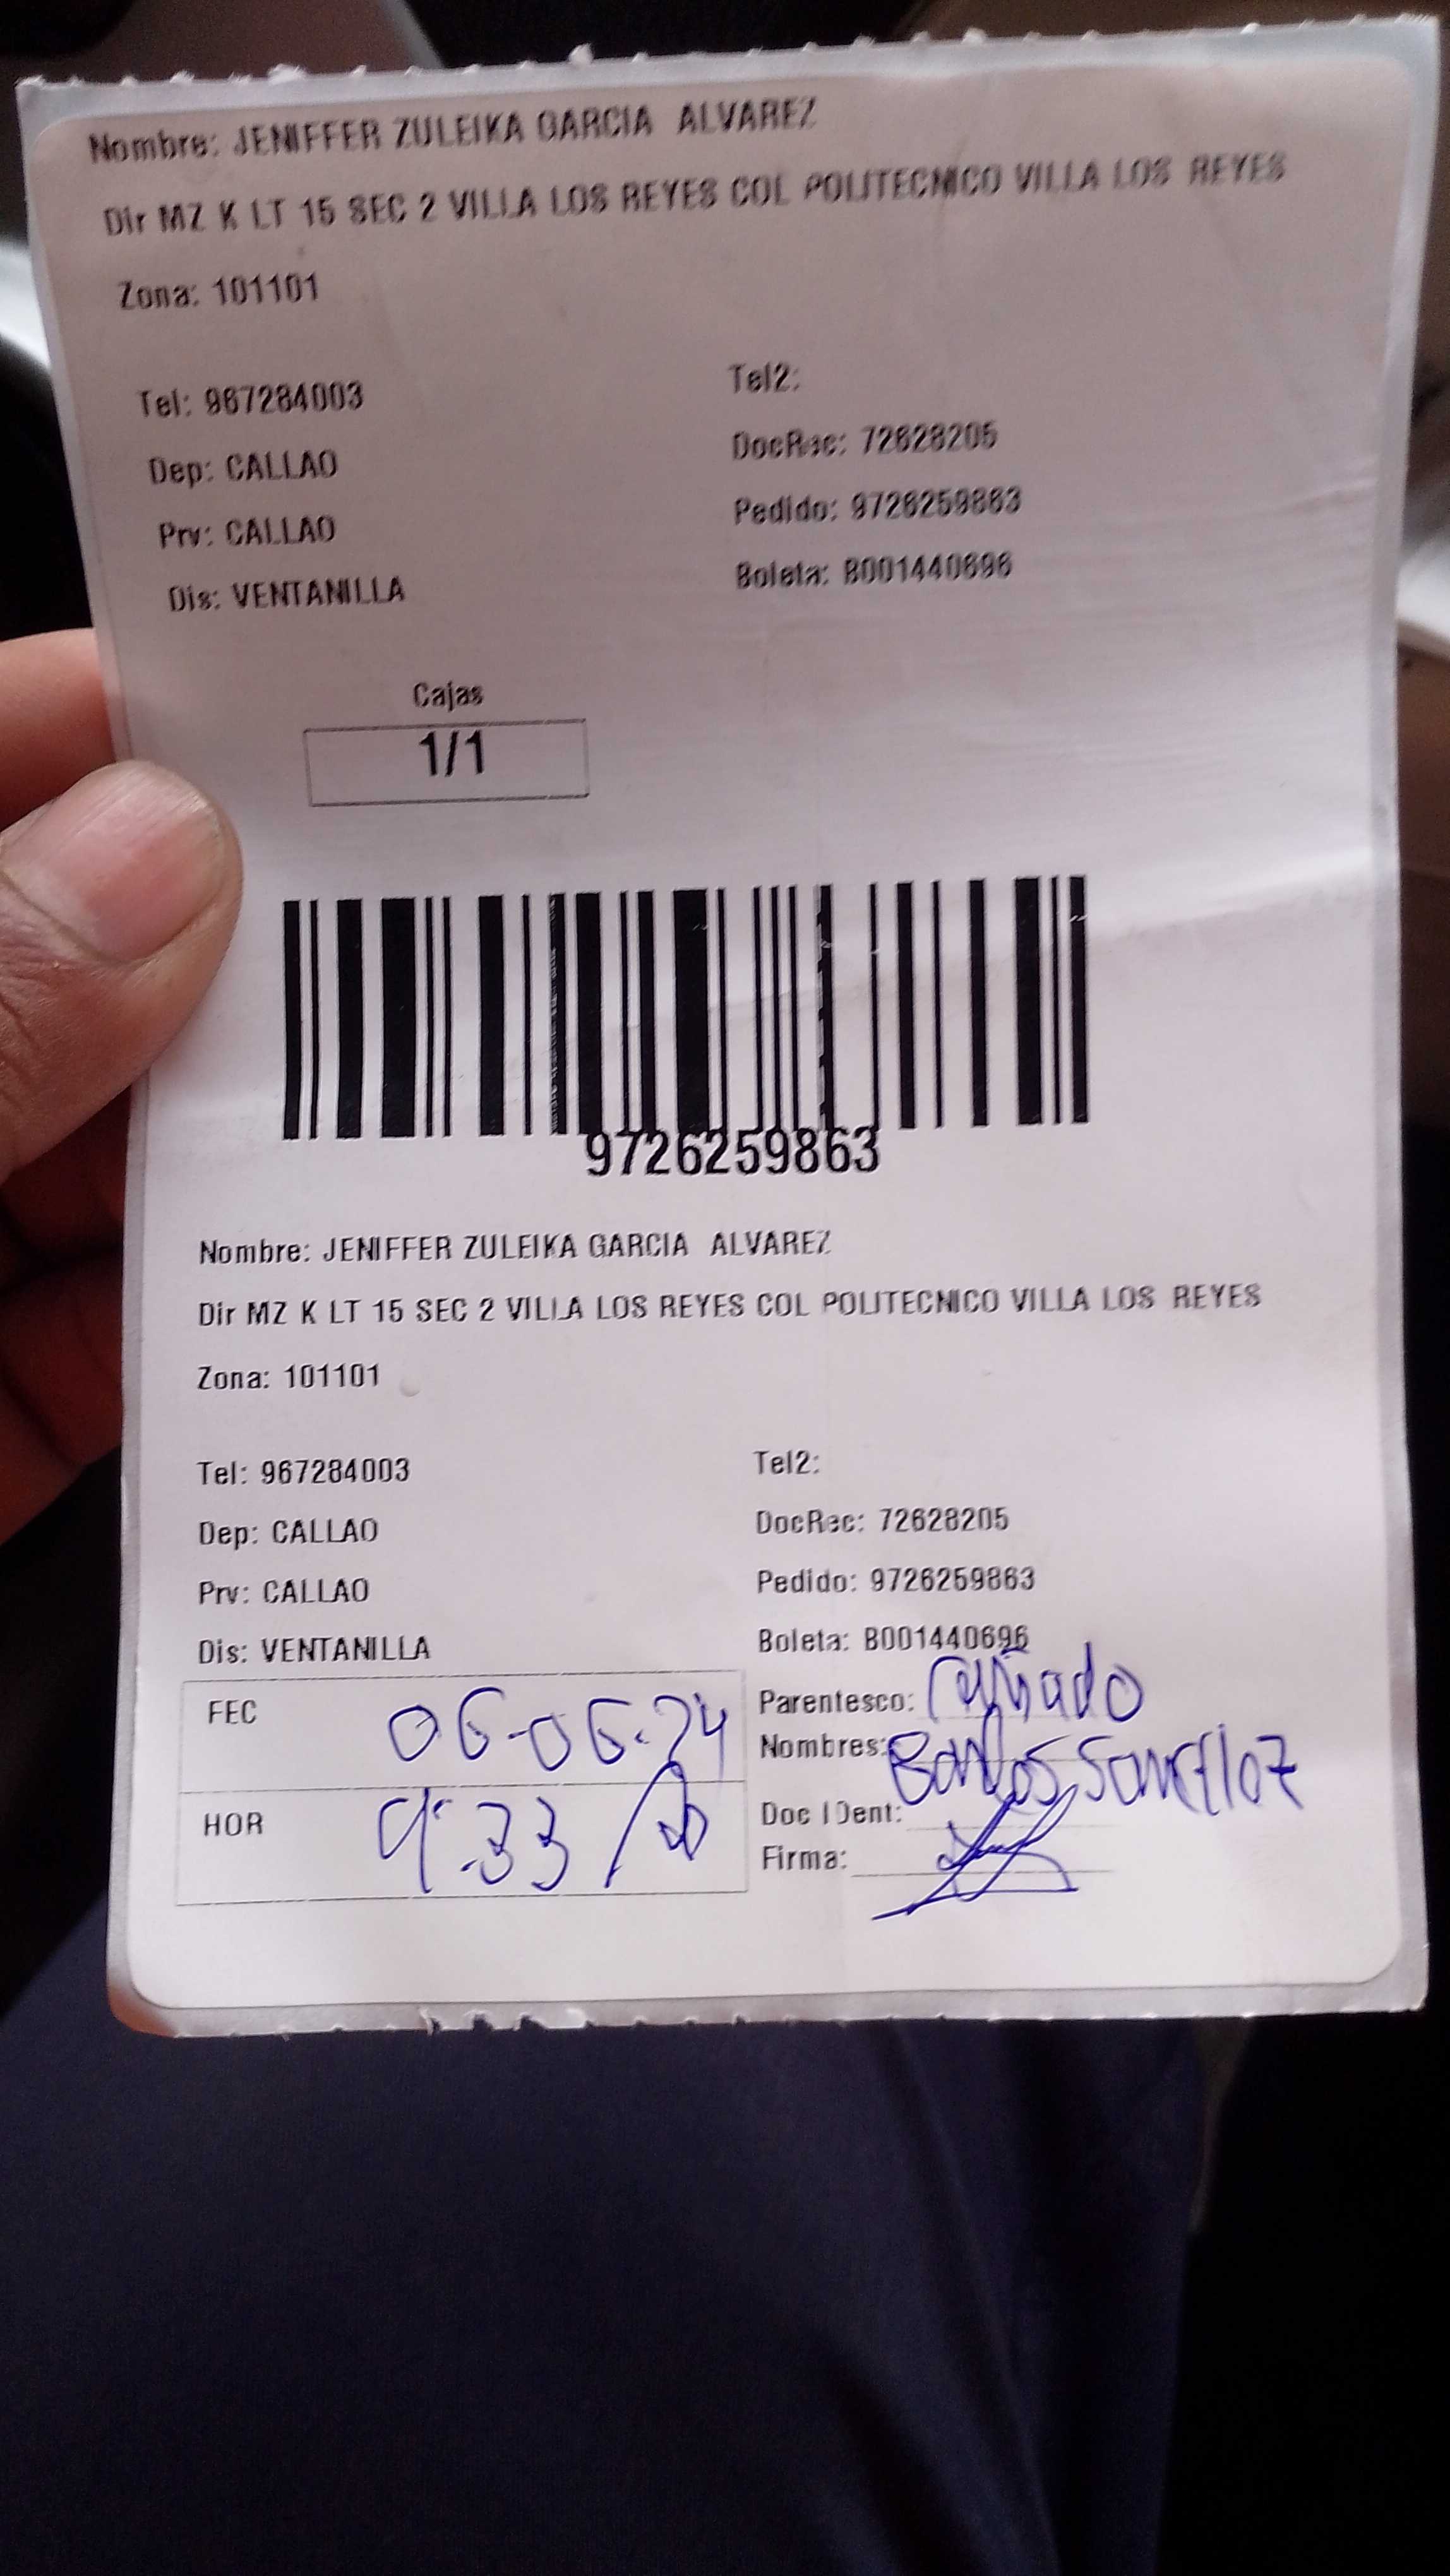 Nombre: JENIFFER ZULEIKA GARCIA ALVAREZ
Dir MZ K LT 15 SEC 2 VILLA LOS REYES COL POLITECNICO VILLA LOS REYES
Zona: 101101
Tel: 967284003
Tel2:
Dep: CALLAO
DocRec: 72628205
Prv: CALLAO
Pedido: 9726259863
Dis: VENTANILLA
Boleta: B001440696
Cajas
1/1
9726259863
Nombre: JENIFFER ZULEIKA GARCIA ALVAREZ
Dir MZ K LT 15 SEC 2 VILLA LOS REYES COL POLITECNICO VILLA LOS REYES
Zona: 101101
Tel: 967284003
Tel2:
Dep: CALLAO
DocRec: 72628205
Prv: CALLAO
Pedido: 9726259863
Dis: VENTANILLA
Boleta: B001440696
FEC 06-06-24
Parentesco: Cuñado
Nombres:
HOR 9:33
Doc IDent:
Firma: